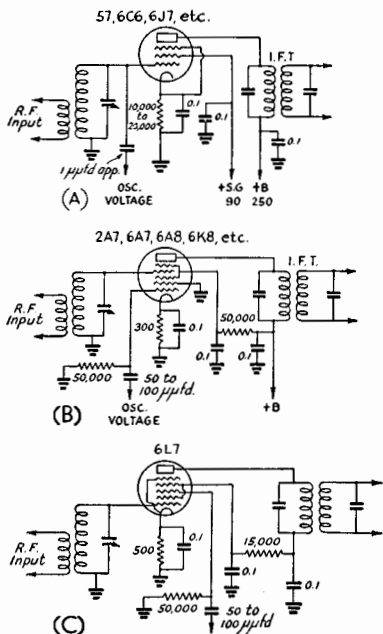 57, 6C6, 6J7, etc.
I.F.T
R.F.
Input
10,000
to
20,000
0.1
0.1
0.1
1 µµfd app.
OSC.
VOLTAGE
+S.G
90
+B
250
(A)
2A7, 6A7, 6A8, 6K8, etc.
I.F.T.
R.F.
Input
300
0.1
50,000
0.1
0.1
50,000
50 to
100 µµfd.
OSC.
VOLTAGE
+B
(B)
6L7
R.F.
Input
500
0.1
15,000
0.1
0.1
50,000
50 to
100 µµfd
(C)